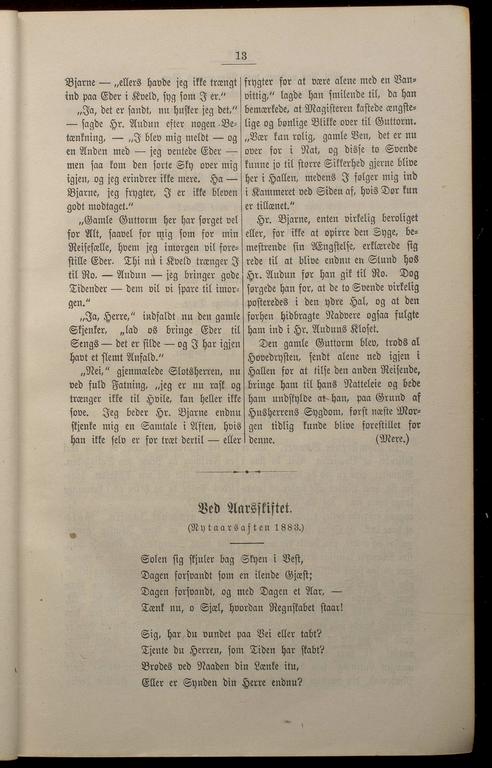 13
Bjarne — „ellers havde jeg ikke trængt
ind paa Eder i Kveld, syg som I er.“
„Ja, det er sandt, nu husker jeg det,“
— sagde Hr. Audun efter nogen Be-
tænkning, — „I blev mig meldt — og
en Anden med — jeg ventede Eder —
men saa kom den sorte Sky over mig
igjen, og jeg erindrer ikke mere. Ha —
Bjarne, jeg frygter, I er ikke bleven
godt modtaget.“
„Gamle Guttorm her har sørget vel
for Alt, saavel for mig som for min
Reisefælle, hvem jeg imorgen vil fore-
stille Eder. Thi nu i Kveld trænger I
til Ro. — Audun — jeg bringer gode
Tidender — dem vil vi spare til imor-
gen.“
„Ja, Herre,“ indfaldt nu den gamle
Skjenker, „lad os bringe Eder til
Sengs — det er silde — og I har igjen
havt et slemt Anfald.“
„Nei,“ gjenmælede Slotsherren, nu
ved fuld Fatning, „jeg er nu rask og
trænger ikke til Hvile, kan heller ikke
sove. Jeg beder Hr. Bjarne endnu
skjenke mig en Samtale i Aften, hvis
han ikke selv er for træt dertil — eller
frygter for at være alene med en Van-
vittig,“ lagde han smilende til, da han
bemærkede, at Magisteren kastede ængste-
lige og bønlige Blikke over til Guttorm.
„Vær kun rolig, gamle Ven, det er nu
over for i Nat, og disse to Svende
kunne jo til større Sikkerhed gjerne blive
her i Hallen, medens I følger mig ind
i Kammeret ved Siden af, hvis Dør kun
er tillænet.“
Hr. Bjarne, enten virkelig beroliget
eller, for ikke at opirre den Syge, be-
mestrende sin Ængstelse, erklærede sig
rede til at blive endnu en Stund hos
Hr. Audun før han gik til Ro. Dog
sørgede han for, at de to Svende virkelig
posteredes i den ydre Hal, og at den
forhen hidbragte Nadvere ogsaa fulgte
ham ind i Hr. Auduns Kloset.
Den gamle Guttorm blev, trods al
Hovedrysten, sendt alene ned igjen i
Hallen for at tilse den anden Reisende,
bringe ham til hans Natteleie og bede
ham undskylde at han, paa Grund af
Husherrens Sygdom, først næste Mor-
gen tidlig kunde blive forestillet for
denne. (Mere.)
Ved Aarsskiftet.
(Nytaarsaften 1883.)
Solen sig skjuler bag Skyen i Vest,
Dagen forsvandt som en ilende Gjæst;
Dagen forsvandt, og med Dagen et Aar, —
Tænk nu, o Sjæl, hvordan Regnskabet staar!
Sig, har du vundet paa Vei eller tabt?
Tjente du Herren, som Tiden har skabt?
Brødes ved Naaden din Lænke itu,
Eller er Synden din Herre endnu?